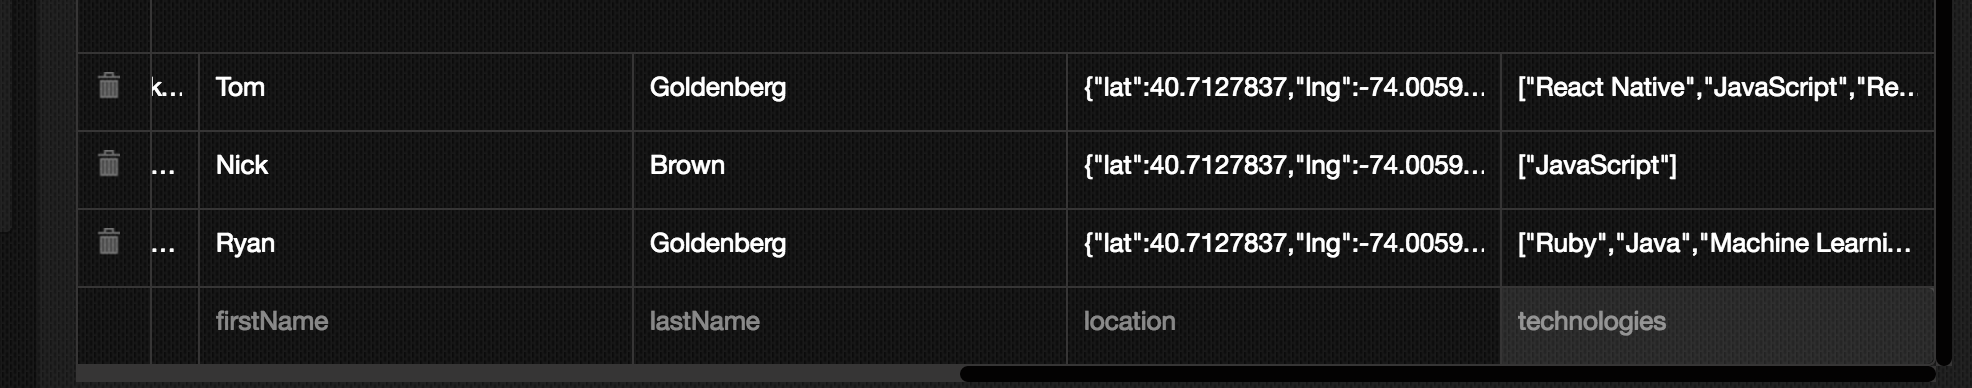 k... Tom Goldenberg {"lat":40.7127837,"lng":-74.0059... ["React Native","JavaScript","Re...
... Nick Brown {"lat":40.7127837,"lng":-74.0059... ["JavaScript"]
... Ryan Goldenberg {"lat":40.7127837,"lng":-74.0059... ["Ruby","Java","Machine Learni...
firstName lastName location technologies